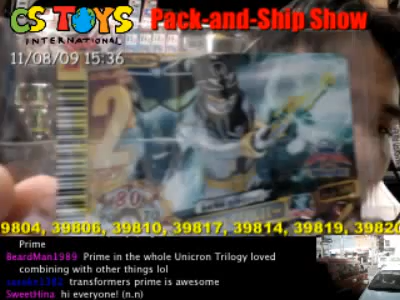 CS TOYS
INTERNATIONAL
Pack-and-Ship Show
11/08/09 15:36
2
80
9804, 39806, 39810, 39817, 39814, 39819, 39820
Prime
BeardMan1989 Prime in the whole Unicron Trilogy loved
combining with other things lol
transformers prime is awesome
SweetHina hi everyone! (n.n)